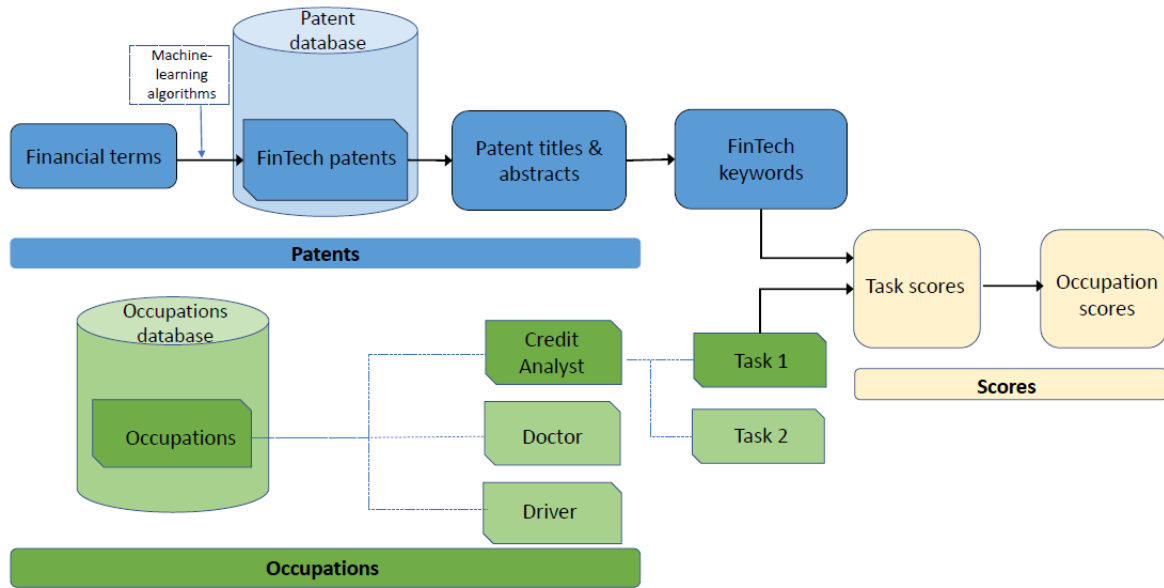 Patent
database
Machine-
learning
algorithms
Financial terms
FinTech patents
Patent titles &
abstracts
FinTech
keywords
Patents
Task scores
Occupation
scores
Scores
Occupations
database
Occupations
Credit
Analyst
Doctor
Driver
Task 1
Task 2
Occupations